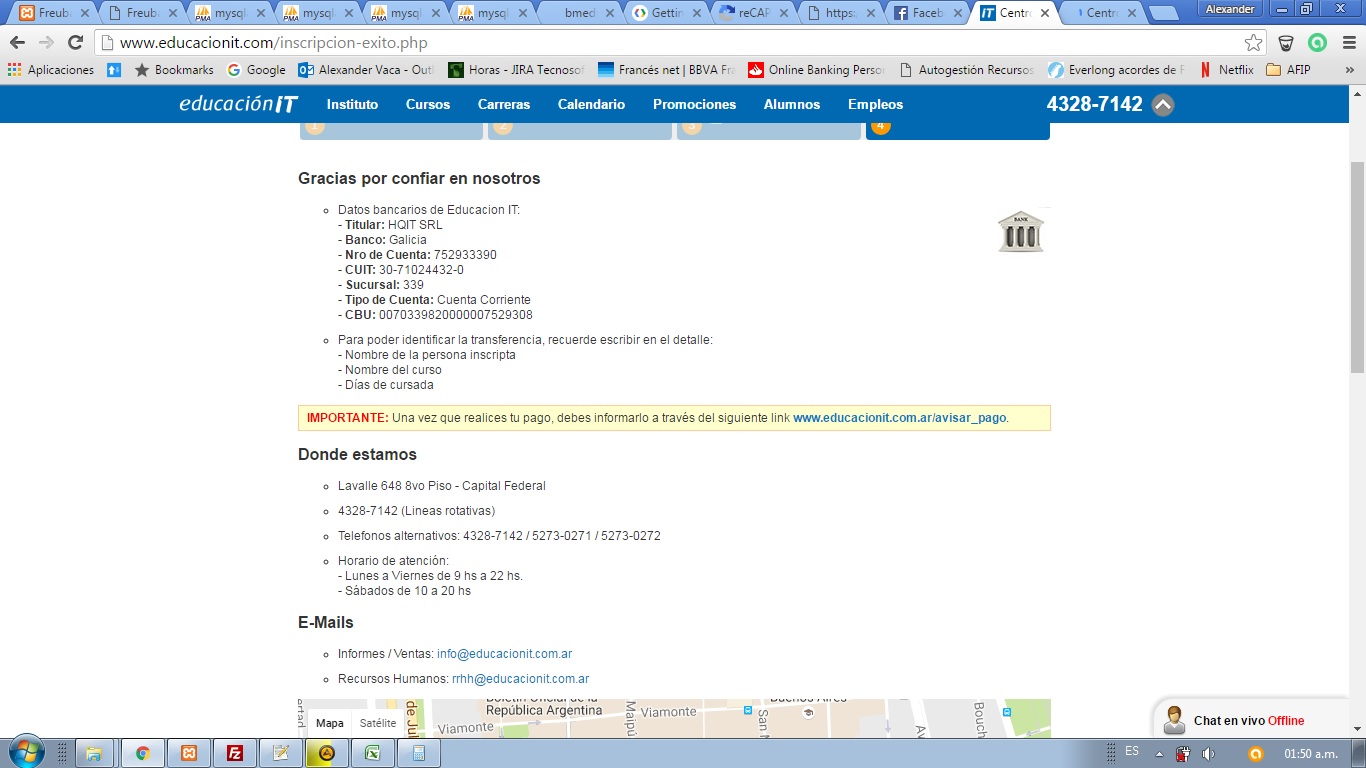 Freub
Freub
mysql
mysql
mysql
mysql
bmed
Gettin
reCAP
https:
Faceb
Centro
Centro
Alexander
www.educacionit.com/inscripcion-exito.php
Aplicaciones
Bookmarks
Google
Alexander Vaca - Outl
Horas - JIRA Tecnosof
Francés net | BBVA Fra
Online Banking Perso
Autogestión Recursos
Everlong acordes de F
Netflix
AFIP
»
educación IT
Instituto
Cursos
Carreras
Calendario
Promociones
Alumnos
Empleos
4328-7142
1
2
3
4
Gracias por confiar en nosotros
Datos bancarios de Educacion IT:
- Titular: HQIT SRL
- Banco: Galicia
- Nro de Cuenta: 752933390
- CUIT: 30-71024432-0
- Sucursal: 339
- Tipo de Cuenta: Cuenta Corriente
- CBU: 0070339820000007529308
BANK
Para poder identificar la transferencia, recuerde escribir en el detalle:
- Nombre de la persona inscripta
- Nombre del curso
- Días de cursada
IMPORTANTE: Una vez que realices tu pago, debes informarlo a través del siguiente link www.educacionit.com.ar/avisar_pago.
Donde estamos
Lavalle 648 8vo Piso - Capital Federal
4328-7142 (Lineas rotativas)
Telefonos alternativos: 4328-7142 / 5273-0271 / 5273-0272
Horario de atención:
- Lunes a Viernes de 9 hs a 22 hs.
- Sábados de 10 a 20 hs
E-Mails
Informes / Ventas: info@educacionit.com.ar
Recursos Humanos: rrhh@educacionit.com.ar
Mapa
Satélite
de Jul
Viamonte
Boletín Oficial de la
República Argentina
Maipú
Viamonte
San M
Buenos Aires
Av
Bouch
Chat en vivo Offline
ES
01:50 a.m.